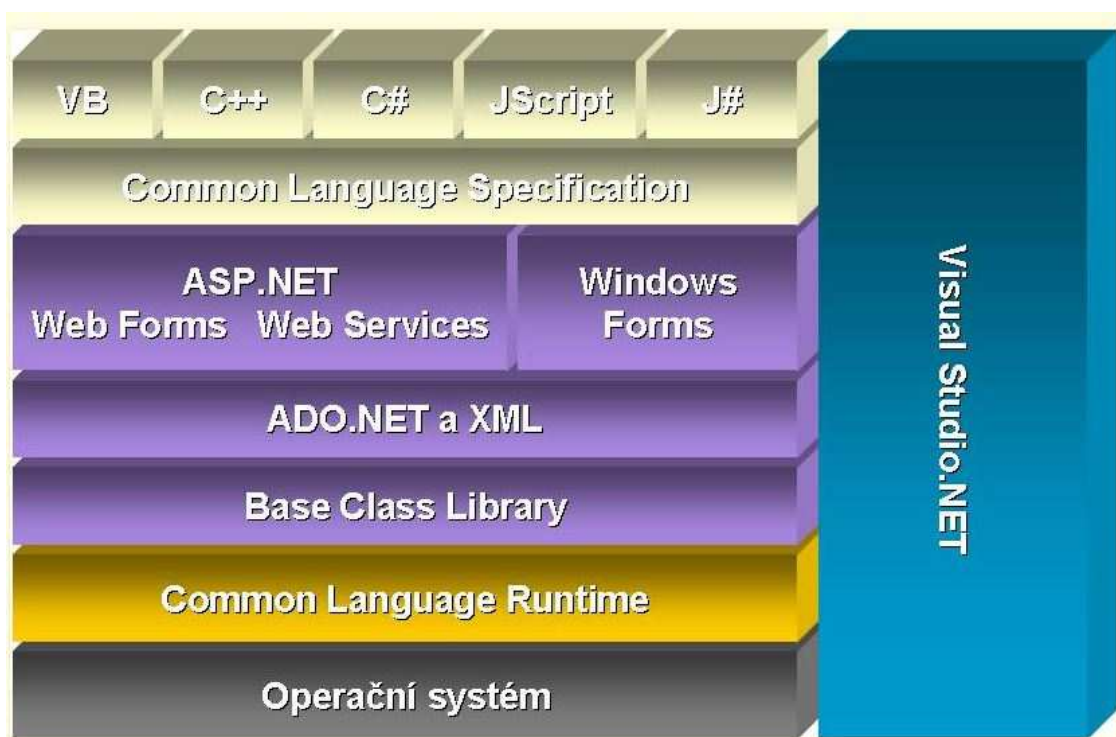 VB C++ C# JScript J#
Common Language Specification
ASP.NET
Web Forms Web Services
Windows
Forms
ADO.NET a XML
Base Class Library
Common Language Runtime
Operační systém
Visual Studio.NET